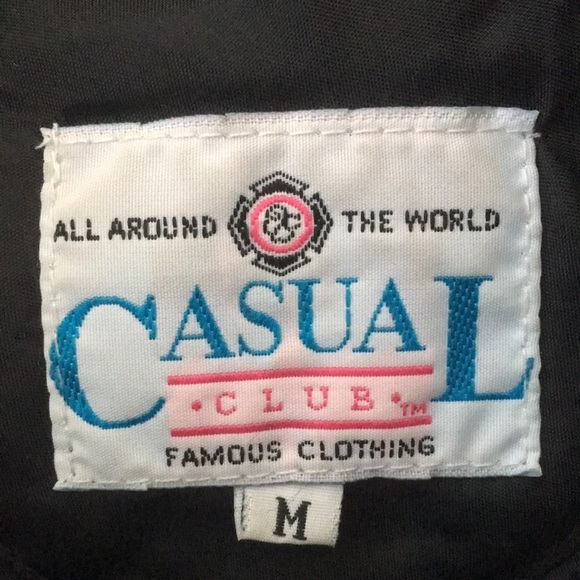 ALL AROUND THE WORLD
CASUAL
· CLUB · TM
FAMOUS CLOTHING
M